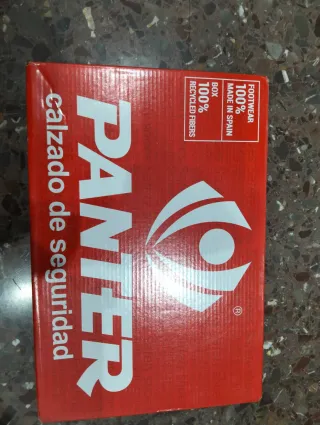 FOOTWEAR
100%
MADE IN SPAIN
BOX
100%
RECYCLED FIBERS
®
PANTER
calzado de seguridad